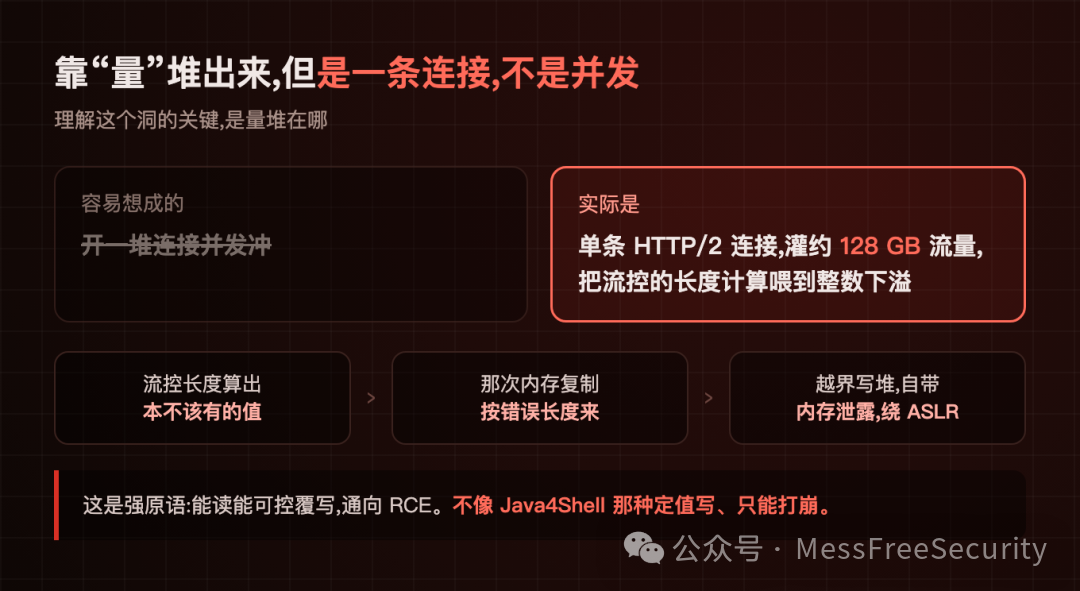 靠“量”堆出来,但是一条连接,不是并发
理解这个洞的关键,是量堆在哪
容易想成的
开一堆连接并发冲
实际是
单条 HTTP/2 连接,灌约 128 GB 流量,
把流控的长度计算喂到整数下溢
流控长度算出
本不该有的值
>
那次内存复制
按错误长度来
>
越界写堆,自带
内存泄露,绕 ASLR
这是强原语:能读能可控覆写,通向 RCE。不像 Java4Shell 那种定值写、只能打崩。
公众号 · MessFreeSecurity